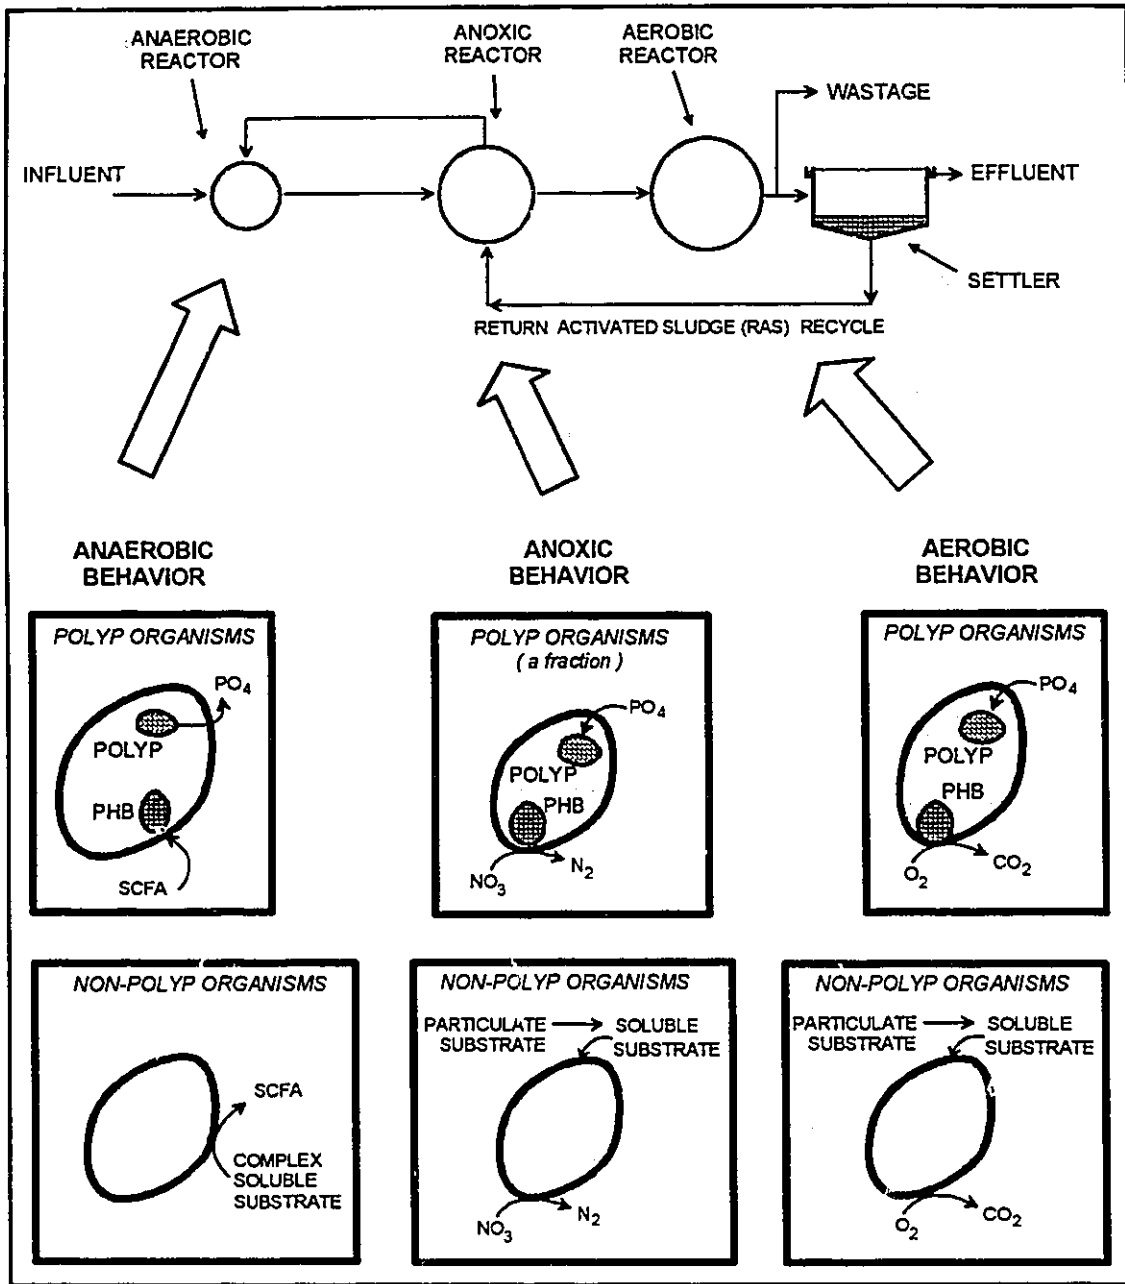 ANAEROBIC
REACTOR
ANOXIC
REACTOR
AEROBIC
REACTOR
WASTAGE
INFLUENT
EFFLUENT
SETTLER
RETURN ACTIVATED SLUDGE (RAS) RECYCLE
ANAEROBIC
BEHAVIOR
ANOXIC
BEHAVIOR
AEROBIC
BEHAVIOR
POLYP ORGANISMS
PO4
POLYP
PHB
SCFA
POLYP ORGANISMS
( a fraction )
PO4
POLYP
PHB
NO3
N2
POLYP ORGANISMS
PO4
POLYP
PHB
O2
CO2
NON-POLYP ORGANISMS
SCFA
COMPLEX
SOLUBLE
SUBSTRATE
NON-POLYP ORGANISMS
PARTICULATE SOLUBLE
SUBSTRATE SUBSTRATE
NO3
N2
NON-POLYP ORGANISMS
PARTICULATE SOLUBLE
SUBSTRATE SUBSTRATE
O2
CO2